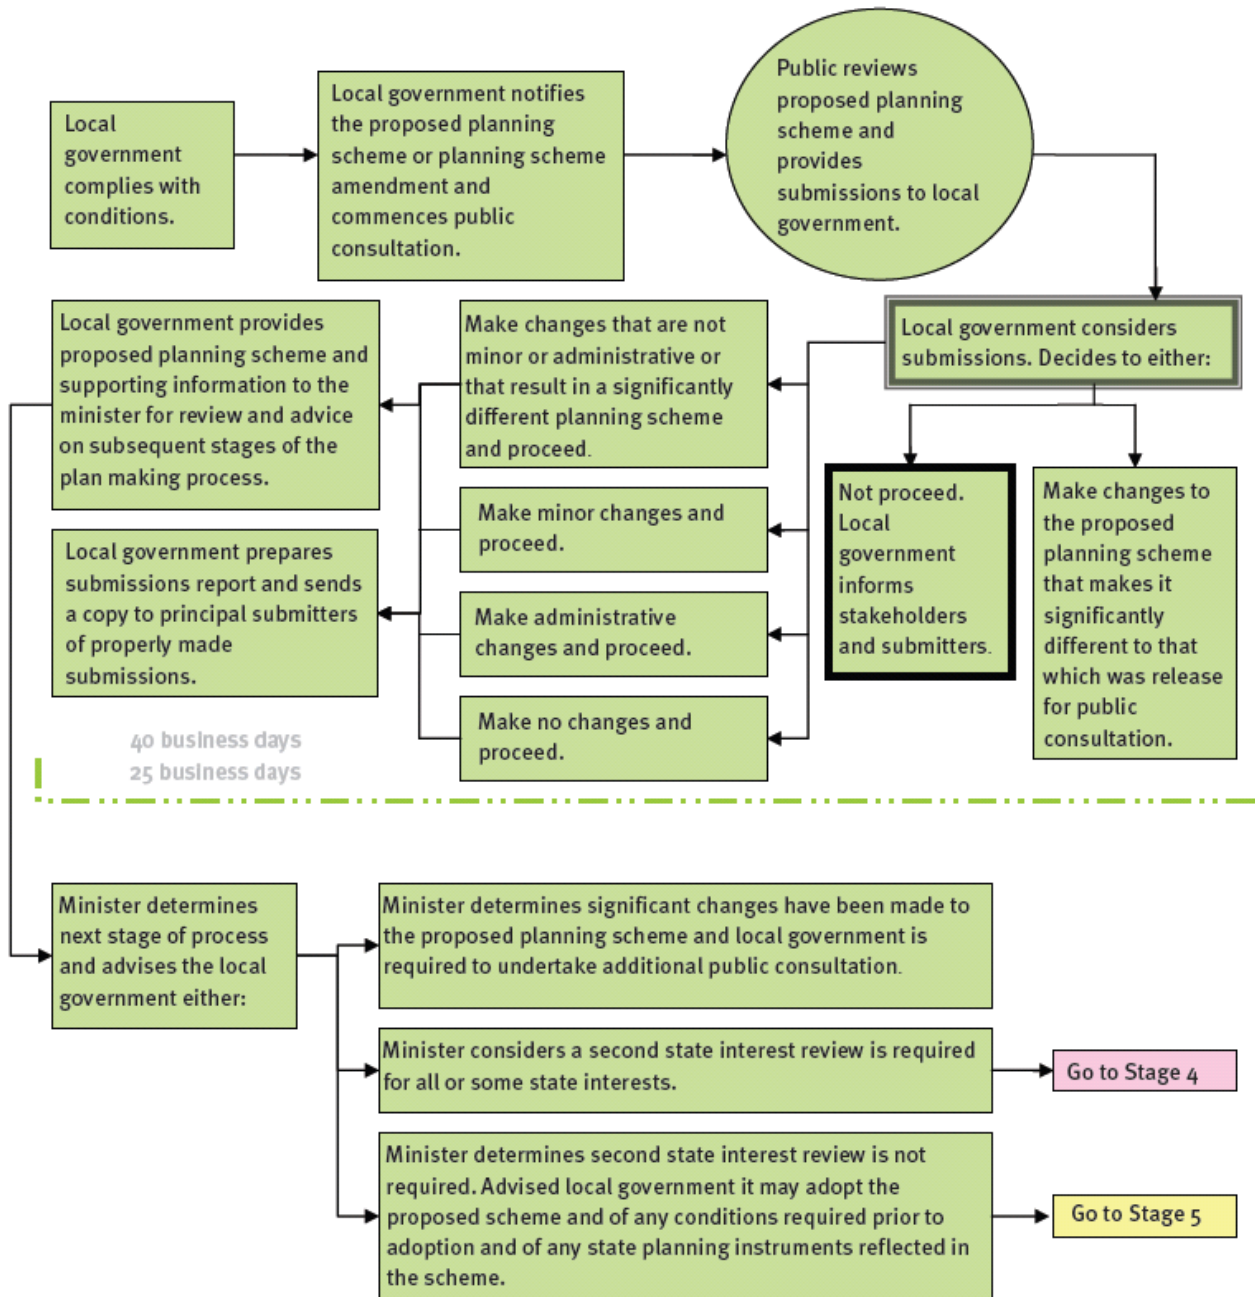 Local
government
complies with
conditions.
Local government notifies
the proposed planning
scheme or planning scheme
amendment and
commences public
consultation.
Public reviews
proposed planning
scheme and
provides
submissions to local
government.
Local government considers
submissions. Decides to either:
Local government provides
proposed planning scheme and
supporting information to the
minister for review and advice
on subsequent stages of the
plan making process.
Make changes that are not
minor or administrative or
that result in a significantly
different planning scheme
and proceed.
Not proceed.
Local
government
informs
stakeholders
and submitters.
Make changes to
the proposed
planning scheme
that makes it
significantly
different to that
which was release
for public
consultation.
Make minor changes and
proceed.
Local government prepares
submissions report and sends
a copy to principal submitters
of properly made
submissions.
Make administrative
changes and proceed.
Make no changes and
proceed.
40 business days
25 business days
Minister determines
next stage of process
and advises the local
government either:
Minister determines significant changes have been made to
the proposed planning scheme and local government is
required to undertake additional public consultation.
Minister considers a second state interest review is required
for all or some state interests.
Go to Stage 4
Minister determines second state interest review is not
required. Advised local government it may adopt the
proposed scheme and of any conditions required prior to
adoption and of any state planning instruments reflected in
the scheme.
Go to Stage 5